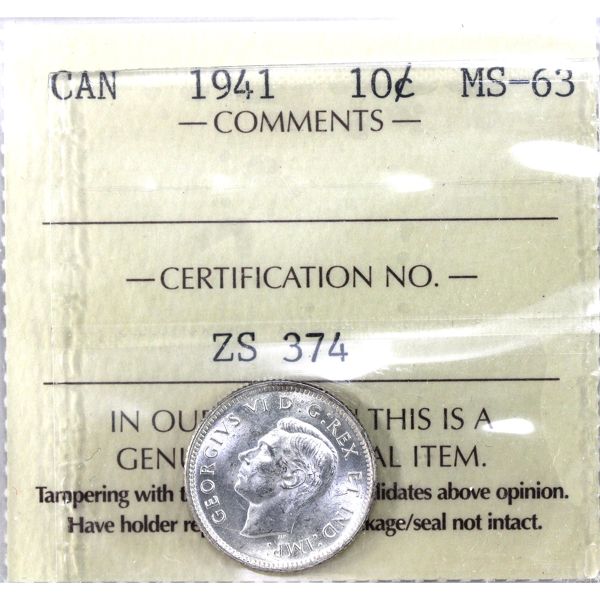 CAN 1941 10¢ MS-63
— COMMENTS —
— CERTIFICATION NO. —
ZS 374
IN OU THIS IS A
GENU AL ITEM.
Tampering with t lidates above opinion.
Have holder rep kage/seal not intact.
GEORGIVS VI D:G:REX ET IND:IMP: